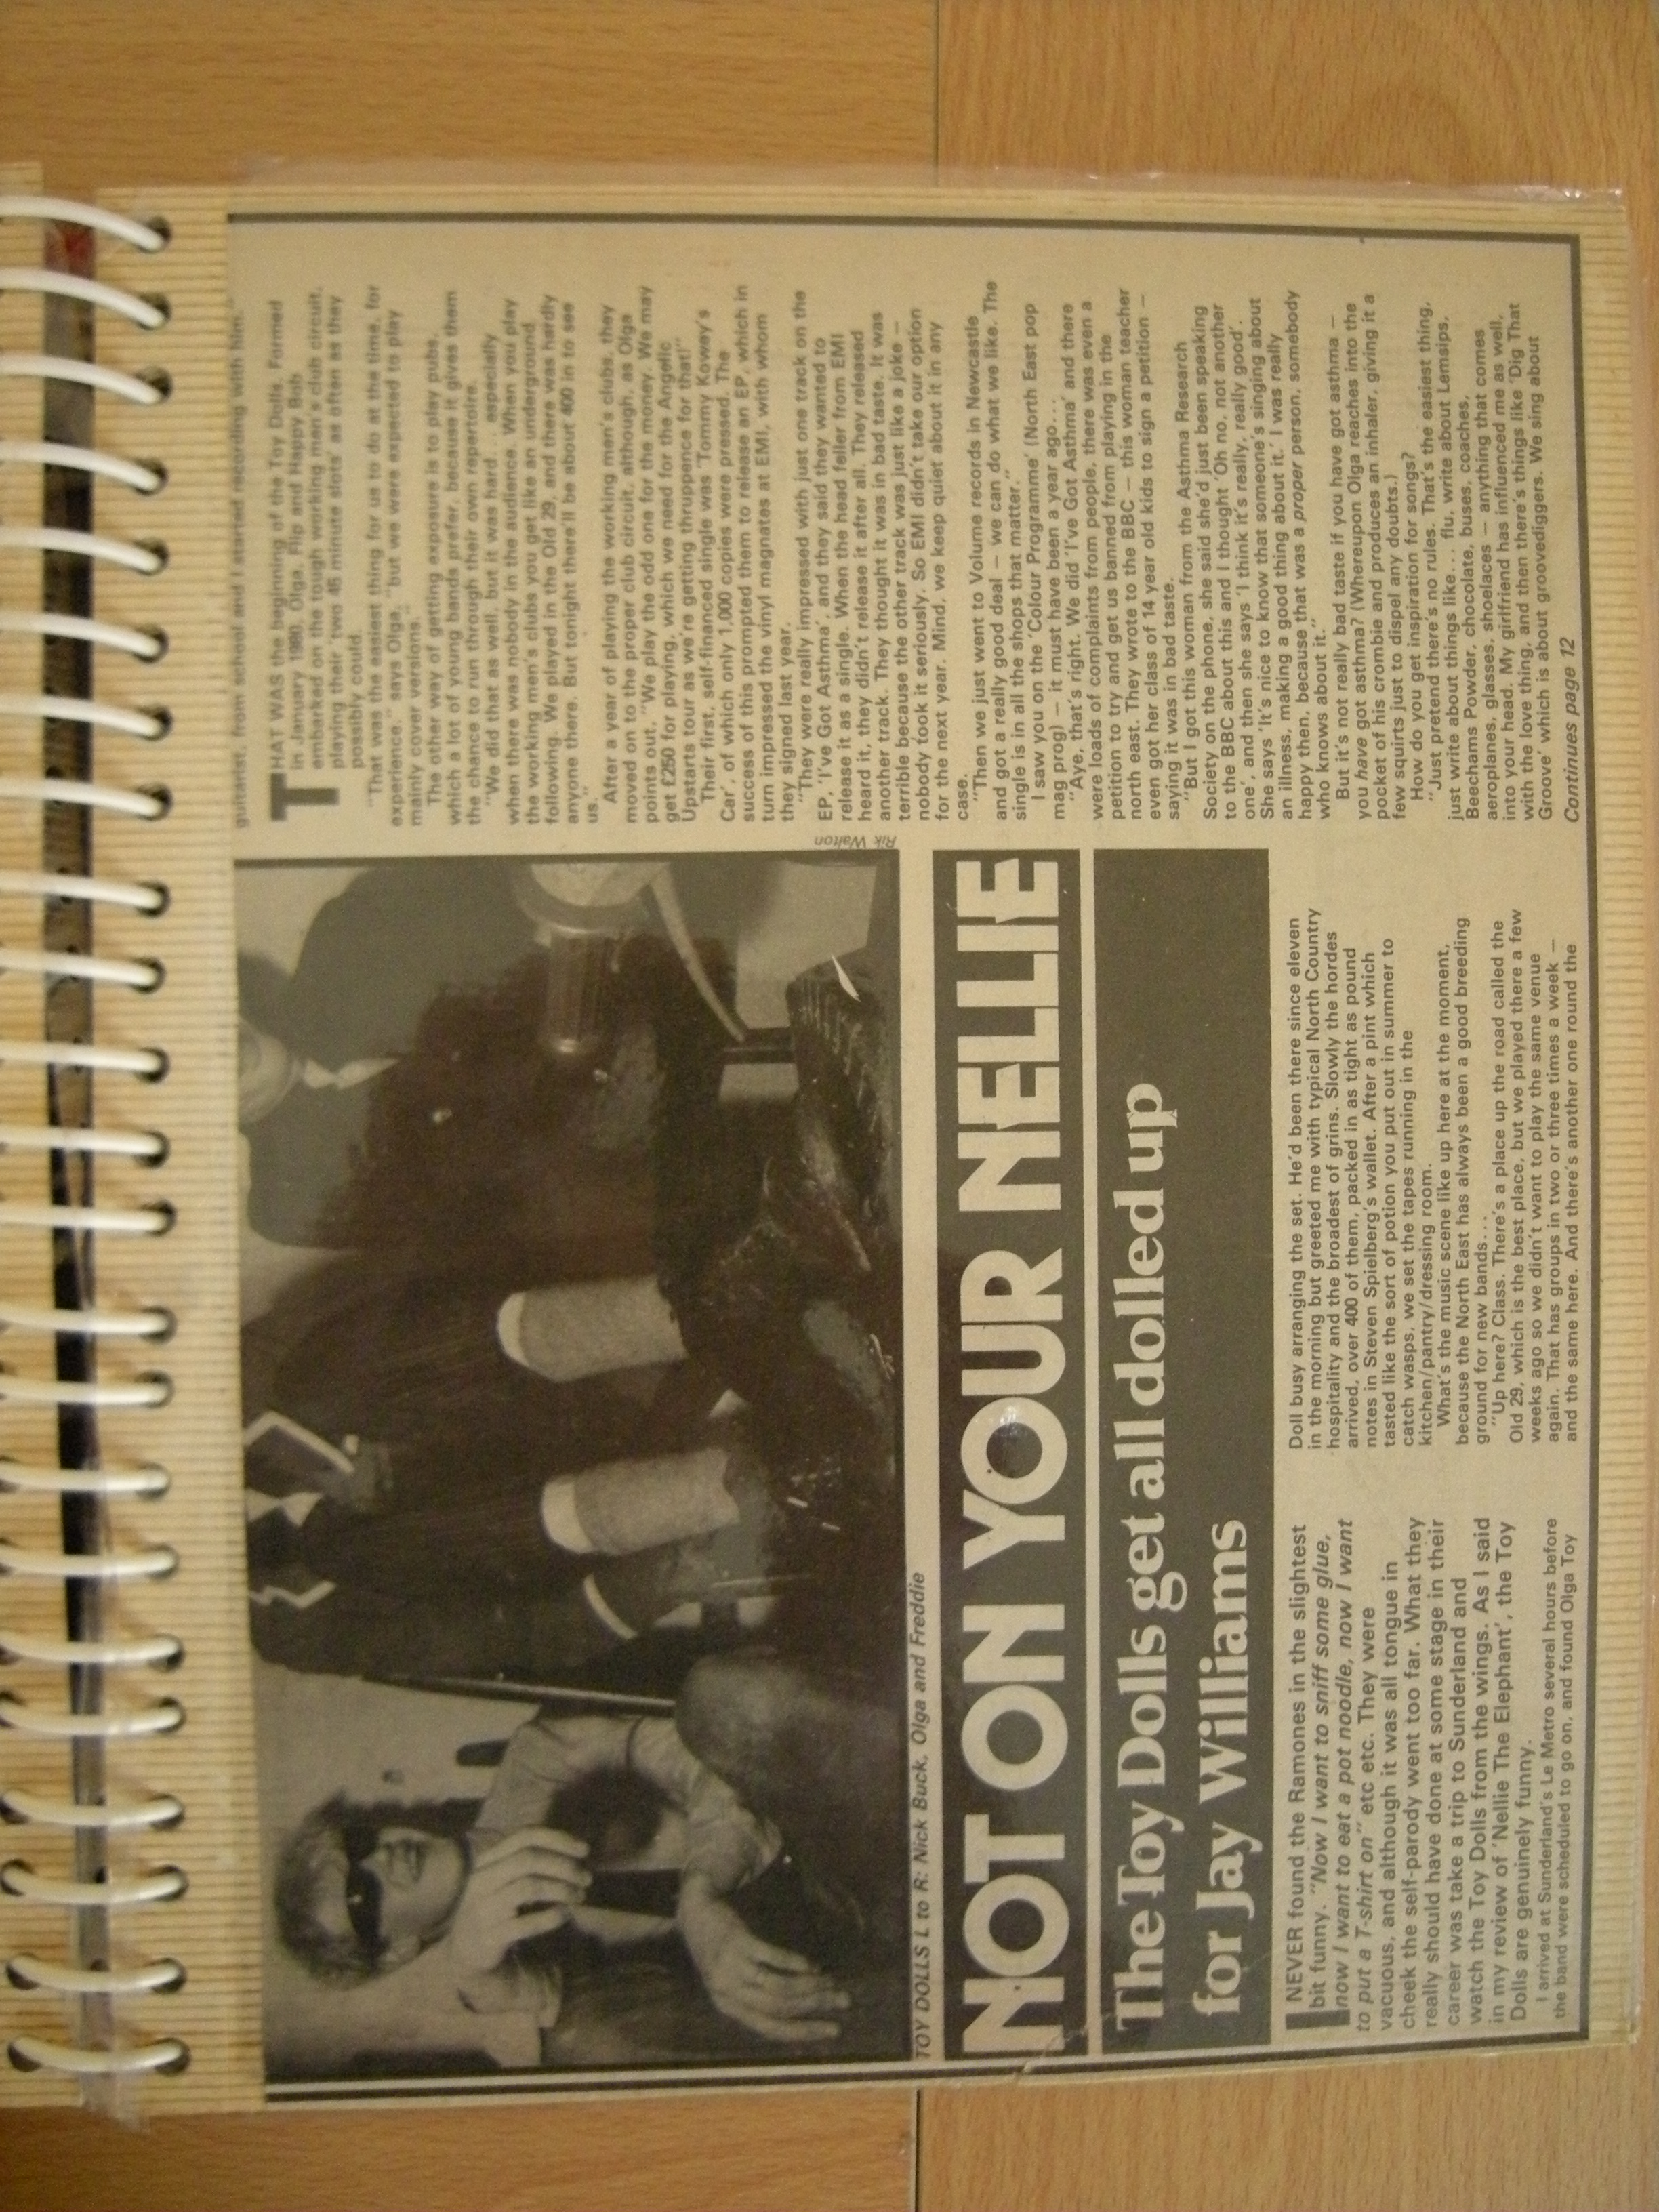 TOY DOLLS L to R: Nick Buck, Olga and Freddie
Rik Walton
NOT ON YOUR NELLIE
The Toy Dolls get all dolled up
for Jay Williams
I NEVER found the Ramones in the slightest
bit funny. "Now I want to sniff some glue,
now I want to eat a pot noodle, now I want
to put a T-shirt on" etc etc. They were
vacuous, and although it was all tongue in
cheek the self-parody went too far. What they
really should have done at some stage in their
career was take a trip to Sunderland and
watch the Toy Dolls from the wings. As I said
in my review of 'Nellie The Elephant', the Toy
Dolls are genuinely funny.
I arrived at Sunderland's Le Metro several hours before
the band were scheduled to go on, and found Olga Toy
Doll busy arranging the set. He'd been there since eleven
in the morning but greeted me with typical North Country
hospitality and the broadest of grins. Slowly the hordes
arrived, over 400 of them, packed in as tight as pound
notes in Steven Spielberg's wallet. After a pint which
tasted like the sort of potion you put out in summer to
catch wasps, we set the tapes running in the
kitchen/pantry/dressing room.
What's the music scene like up here at the moment,
because the North East has always been a good breeding
ground for new bands...
"Up here? Class. There's a place up the road called the
Old 29, which is the best place, but we played there a few
weeks ago so we didn't want to play the same venue
again. That has groups in two or three times a week —
and the same here. And there's another one round the
guitarist, from school and I started recording with him.
THAT WAS the beginning of the Toy Dolls. Formed
in January 1980, Olga, Flip and Happy Bob
embarked on the tough working men's club circuit,
playing their 'two 45 minute slots' as often as they
possibly could.
"That was the easiest thing for us to do at the time, for
experience," says Olga, "but we were expected to play
mainly cover versions."
The other way of getting exposure is to play pubs,
which a lot of young bands prefer, because it gives them
the chance to run through their own repertoire.
"We did that as well, but it was hard... especially
when there was nobody in the audience. When you play
the working men's clubs you get like an underground
following. We played in the Old 29, and there was hardly
anyone there. But tonight there'll be about 400 in to see
us."
After a year of playing the working men's clubs, they
moved on to the proper club circuit, although, as Olga
points out, "We play the odd one for the money. We may
get £250 for playing, which we need for the Angelic
Upstarts tour as we're getting thruppence for that!"
Their first, self-financed single was 'Tommy Kowey's
Car', of which only 1,000 copies were pressed. The
success of this prompted them to release an EP, which in
turn impressed the vinyl magnates at EMI, with whom
they signed last year.
"They were really impressed with just one track on the
EP, 'I've Got Asthma', and they said they wanted to
release it as a single. When the head feller from EMI
heard it, they didn't release it after all. They released
another track. They thought it was in bad taste. It was
terrible because the other track was just like a joke —
nobody took it seriously. So EMI didn't take our option
for the next year. Mind, we keep quiet about it in any
case.
"Then we just went to Volume records in Newcastle
and got a really good deal — we can do what we like. The
single is in all the shops that matter."
I saw you on the 'Colour Programme' (North East pop
mag prog) — it must have been a year ago...
"Aye, that's right. We did 'I've Got Asthma' and there
were loads of complaints from people, there was even a
petition to try and get us banned from playing in the
north east. They wrote to the BBC — this woman teacher
even got her class of 14 year old kids to sign a petition —
saying it was in bad taste.
"But I got this woman from the Asthma Research
Society on the phone, she said she'd just been speaking
to the BBC about this and I thought 'Oh no, not another
one', and then she says 'I think it's really, really good'.
She says 'It's nice to know that someone's singing about
an illness, making a good thing about it'. I was really
happy then, because that was a proper person, somebody
who knows about it."
But it's not really bad taste if you have got asthma —
you have got asthma? (Whereupon Olga reaches into the
pocket of his crombie and produces an inhaler, giving it a
few squirts just to dispel any doubts.)
How do you get inspiration for songs?
"Just pretend there's no rules. That's the easiest thing,
just write about things like... flu, write about Lemsips,
Beechams Powder, chocolate, buses, coaches,
aeroplanes, glasses, shoelaces — anything that comes
into your head. My girlfriend has influenced me as well,
with the love thing, and then there's things like 'Dig That
Groove' which is about groovediggers. We sing about
Continues page 12